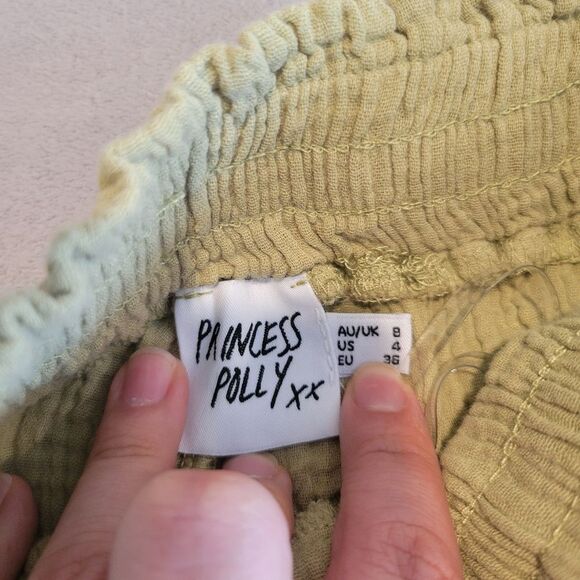 PRINCESS
POLLY xx
AU/UK 8
US 4
EU 36